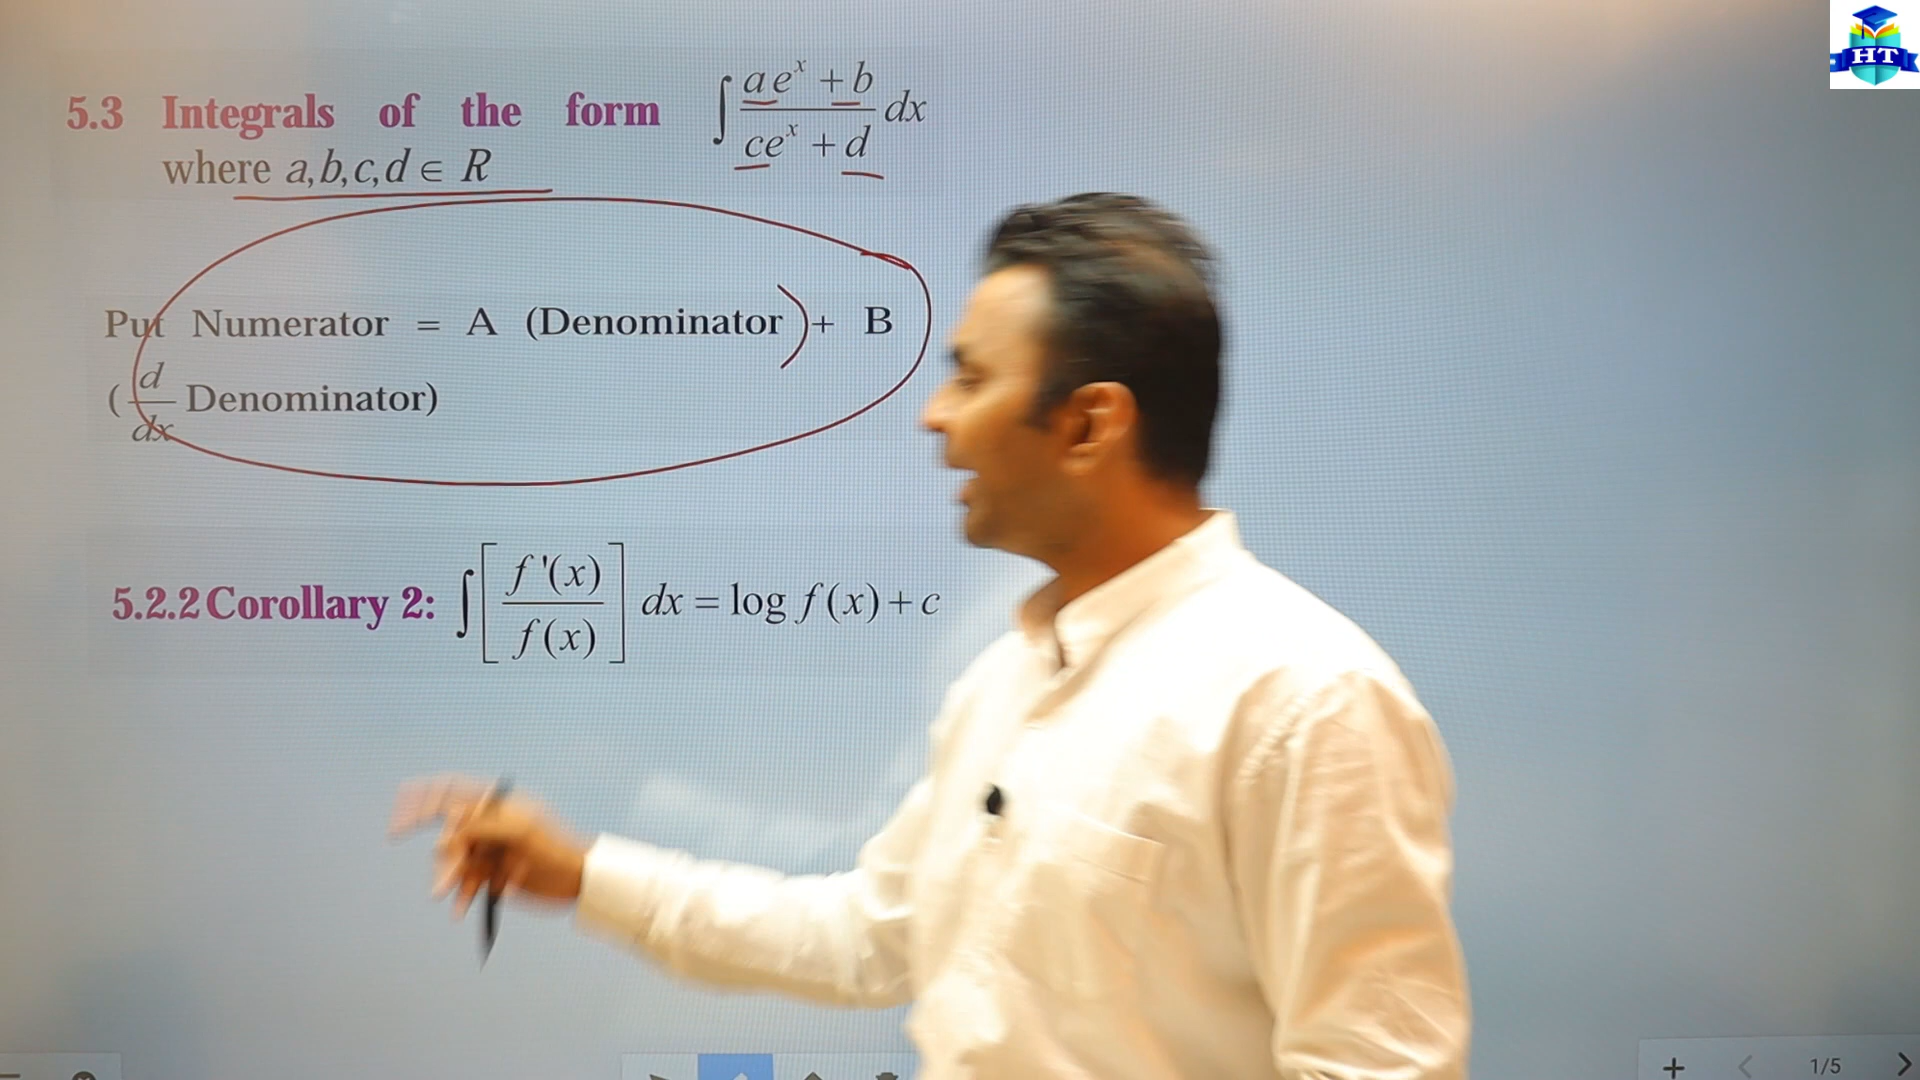 HT
5.3 Integrals of the form ∫ (ae^x + b)/(ce^x + d) dx
where a,b,c,d ∈ R
Put Numerator = A (Denominator) + B
(d/dx Denominator)
5.2.2 Corollary 2: ∫ [f'(x)/f(x)] dx = log f(x) + c
1/5